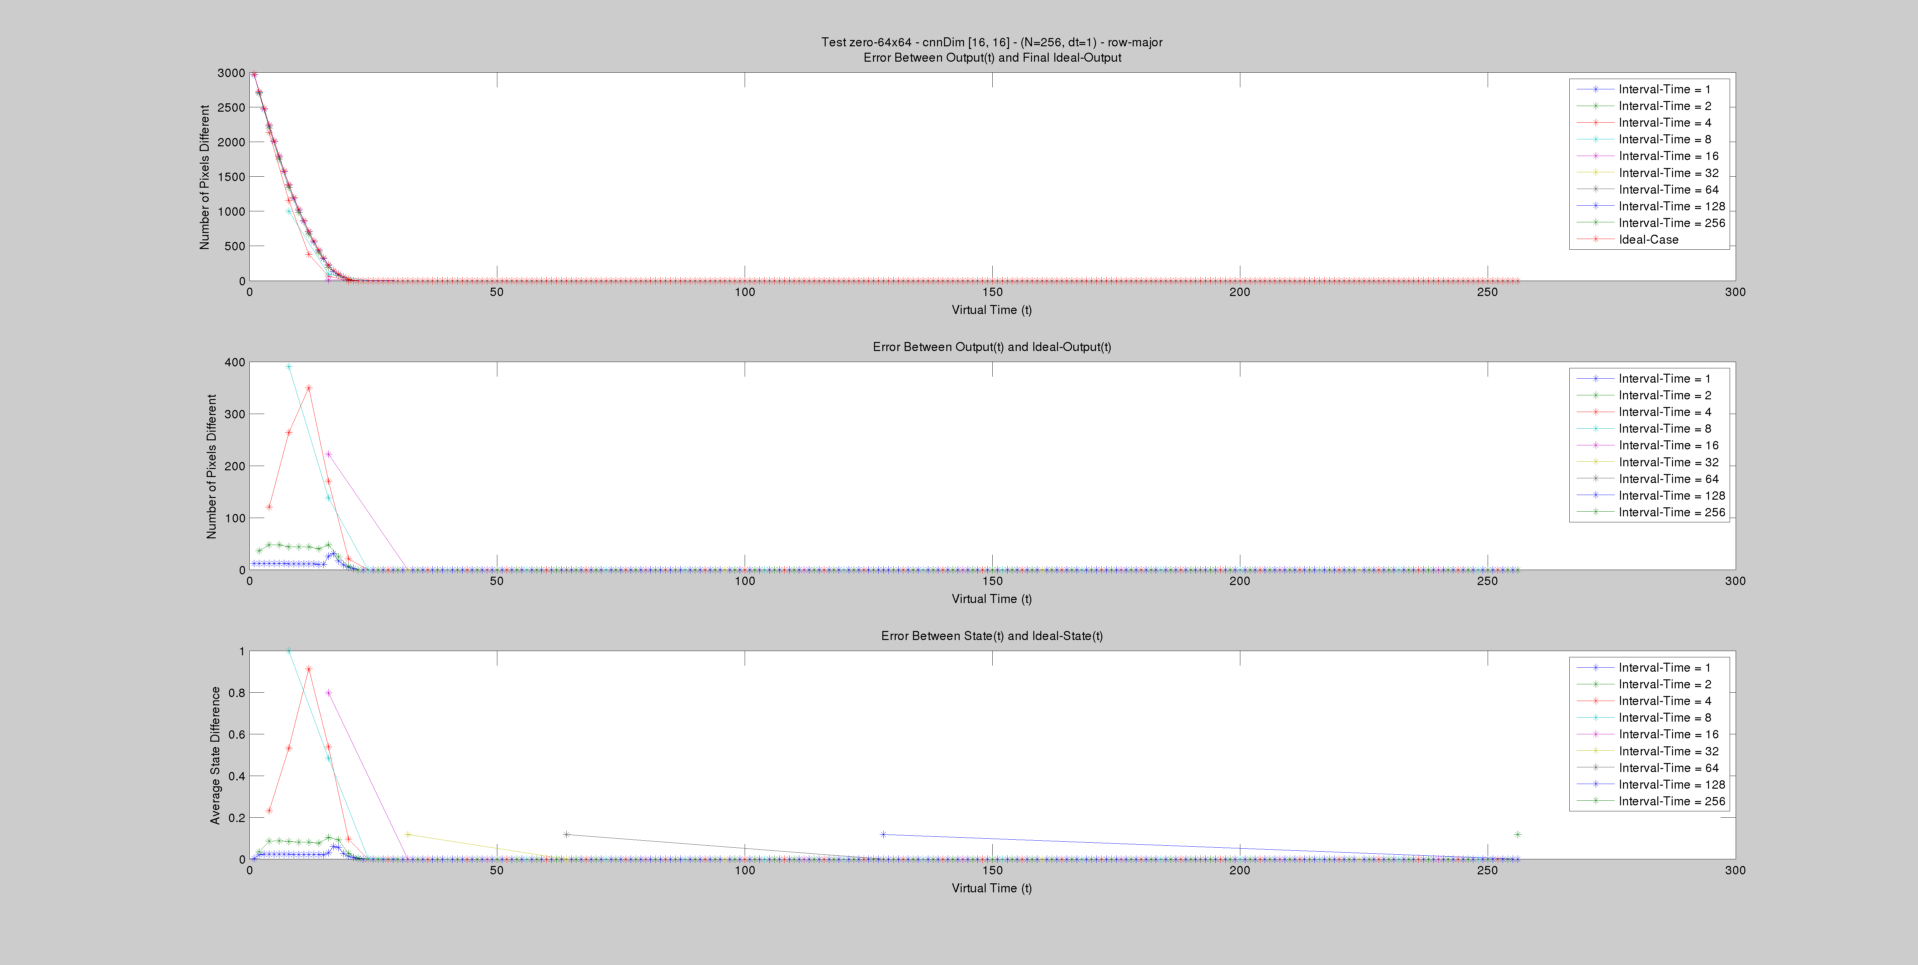 Test zero-64x64 - cnnDim [16, 16] - (N=256, dt=1) - row-major
Error Between Output(t) and Final Ideal-Output
Number of Pixels Different
3000
2500
2000
1500
1000
500
0
0 50 100 150 200 250 300
Virtual Time (t)
Interval-Time = 1
Interval-Time = 2
Interval-Time = 4
Interval-Time = 8
Interval-Time = 16
Interval-Time = 32
Interval-Time = 64
Interval-Time = 128
Interval-Time = 256
Ideal-Case
Error Between Output(t) and Ideal-Output(t)
Number of Pixels Different
400
300
200
100
0
0 50 100 150 200 250 300
Virtual Time (t)
Interval-Time = 1
Interval-Time = 2
Interval-Time = 4
Interval-Time = 8
Interval-Time = 16
Interval-Time = 32
Interval-Time = 64
Interval-Time = 128
Interval-Time = 256
Error Between State(t) and Ideal-State(t)
Average State Difference
1
0.8
0.6
0.4
0.2
0
0 50 100 150 200 250 300
Virtual Time (t)
Interval-Time = 1
Interval-Time = 2
Interval-Time = 4
Interval-Time = 8
Interval-Time = 16
Interval-Time = 32
Interval-Time = 64
Interval-Time = 128
Interval-Time = 256